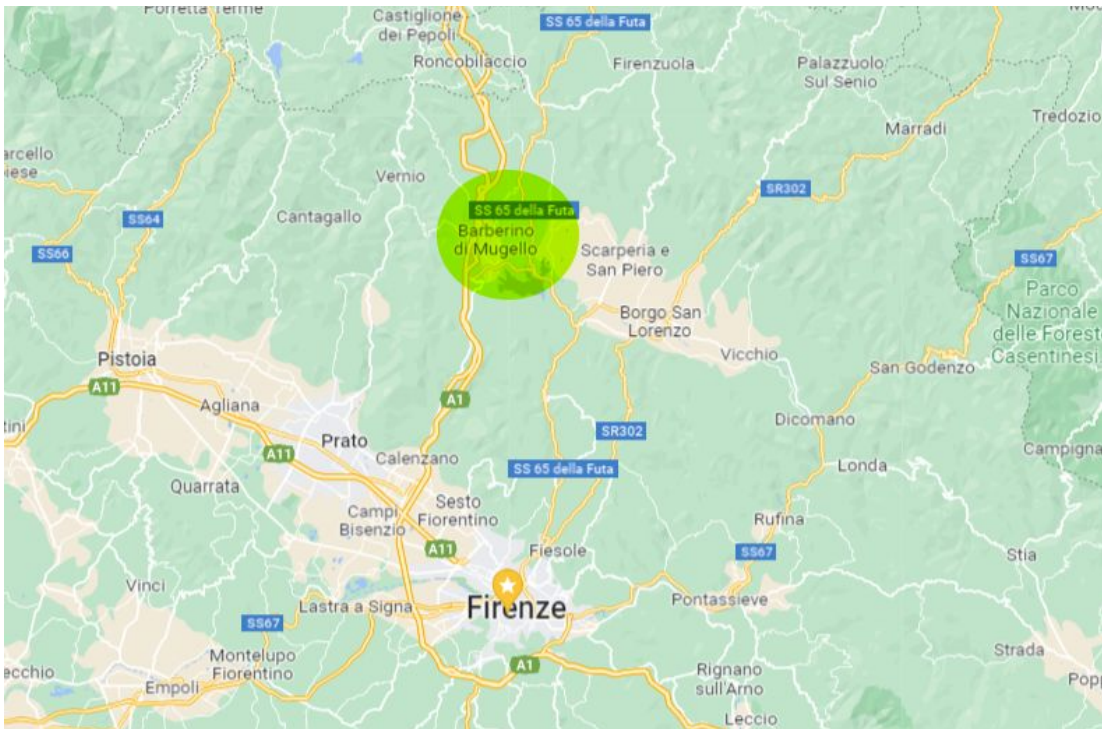 Porretta Terme
Castiglione
dei Pepoli
SS 65 della Futa
Roncobilaccio
Firenzuola
Palazzuolo
Sul Senio
Marradi
Tredozio
arcello
iese
Vernio
SR302
Cantagallo
SS64
SS 65 della Futa
Barberino
di Mugello
Scarperia e
San Piero
SS66
SS67
Parco
Nazionale
delle Forest
Casentinesi
Borgo San
Lorenzo
Vicchio
Pistoia
San Godenzo
A11
A1
Agliana
Dicomano
tini
Prato
SR302
A11
Calenzano
SS 65 della Futa
Campigna
Londa
Quarrata
Sesto
Fiorentino
Campi
Bisenzio
Rufina
A11
Fiesole
SS67
Stia
Vinci
Lastra a Signa
Firenze
Pontassieve
SS67
Montelupo
Fiorentino
A1
Strada
Rignano
sull'Arno
ecchio
Empoli
Pop
Leccio